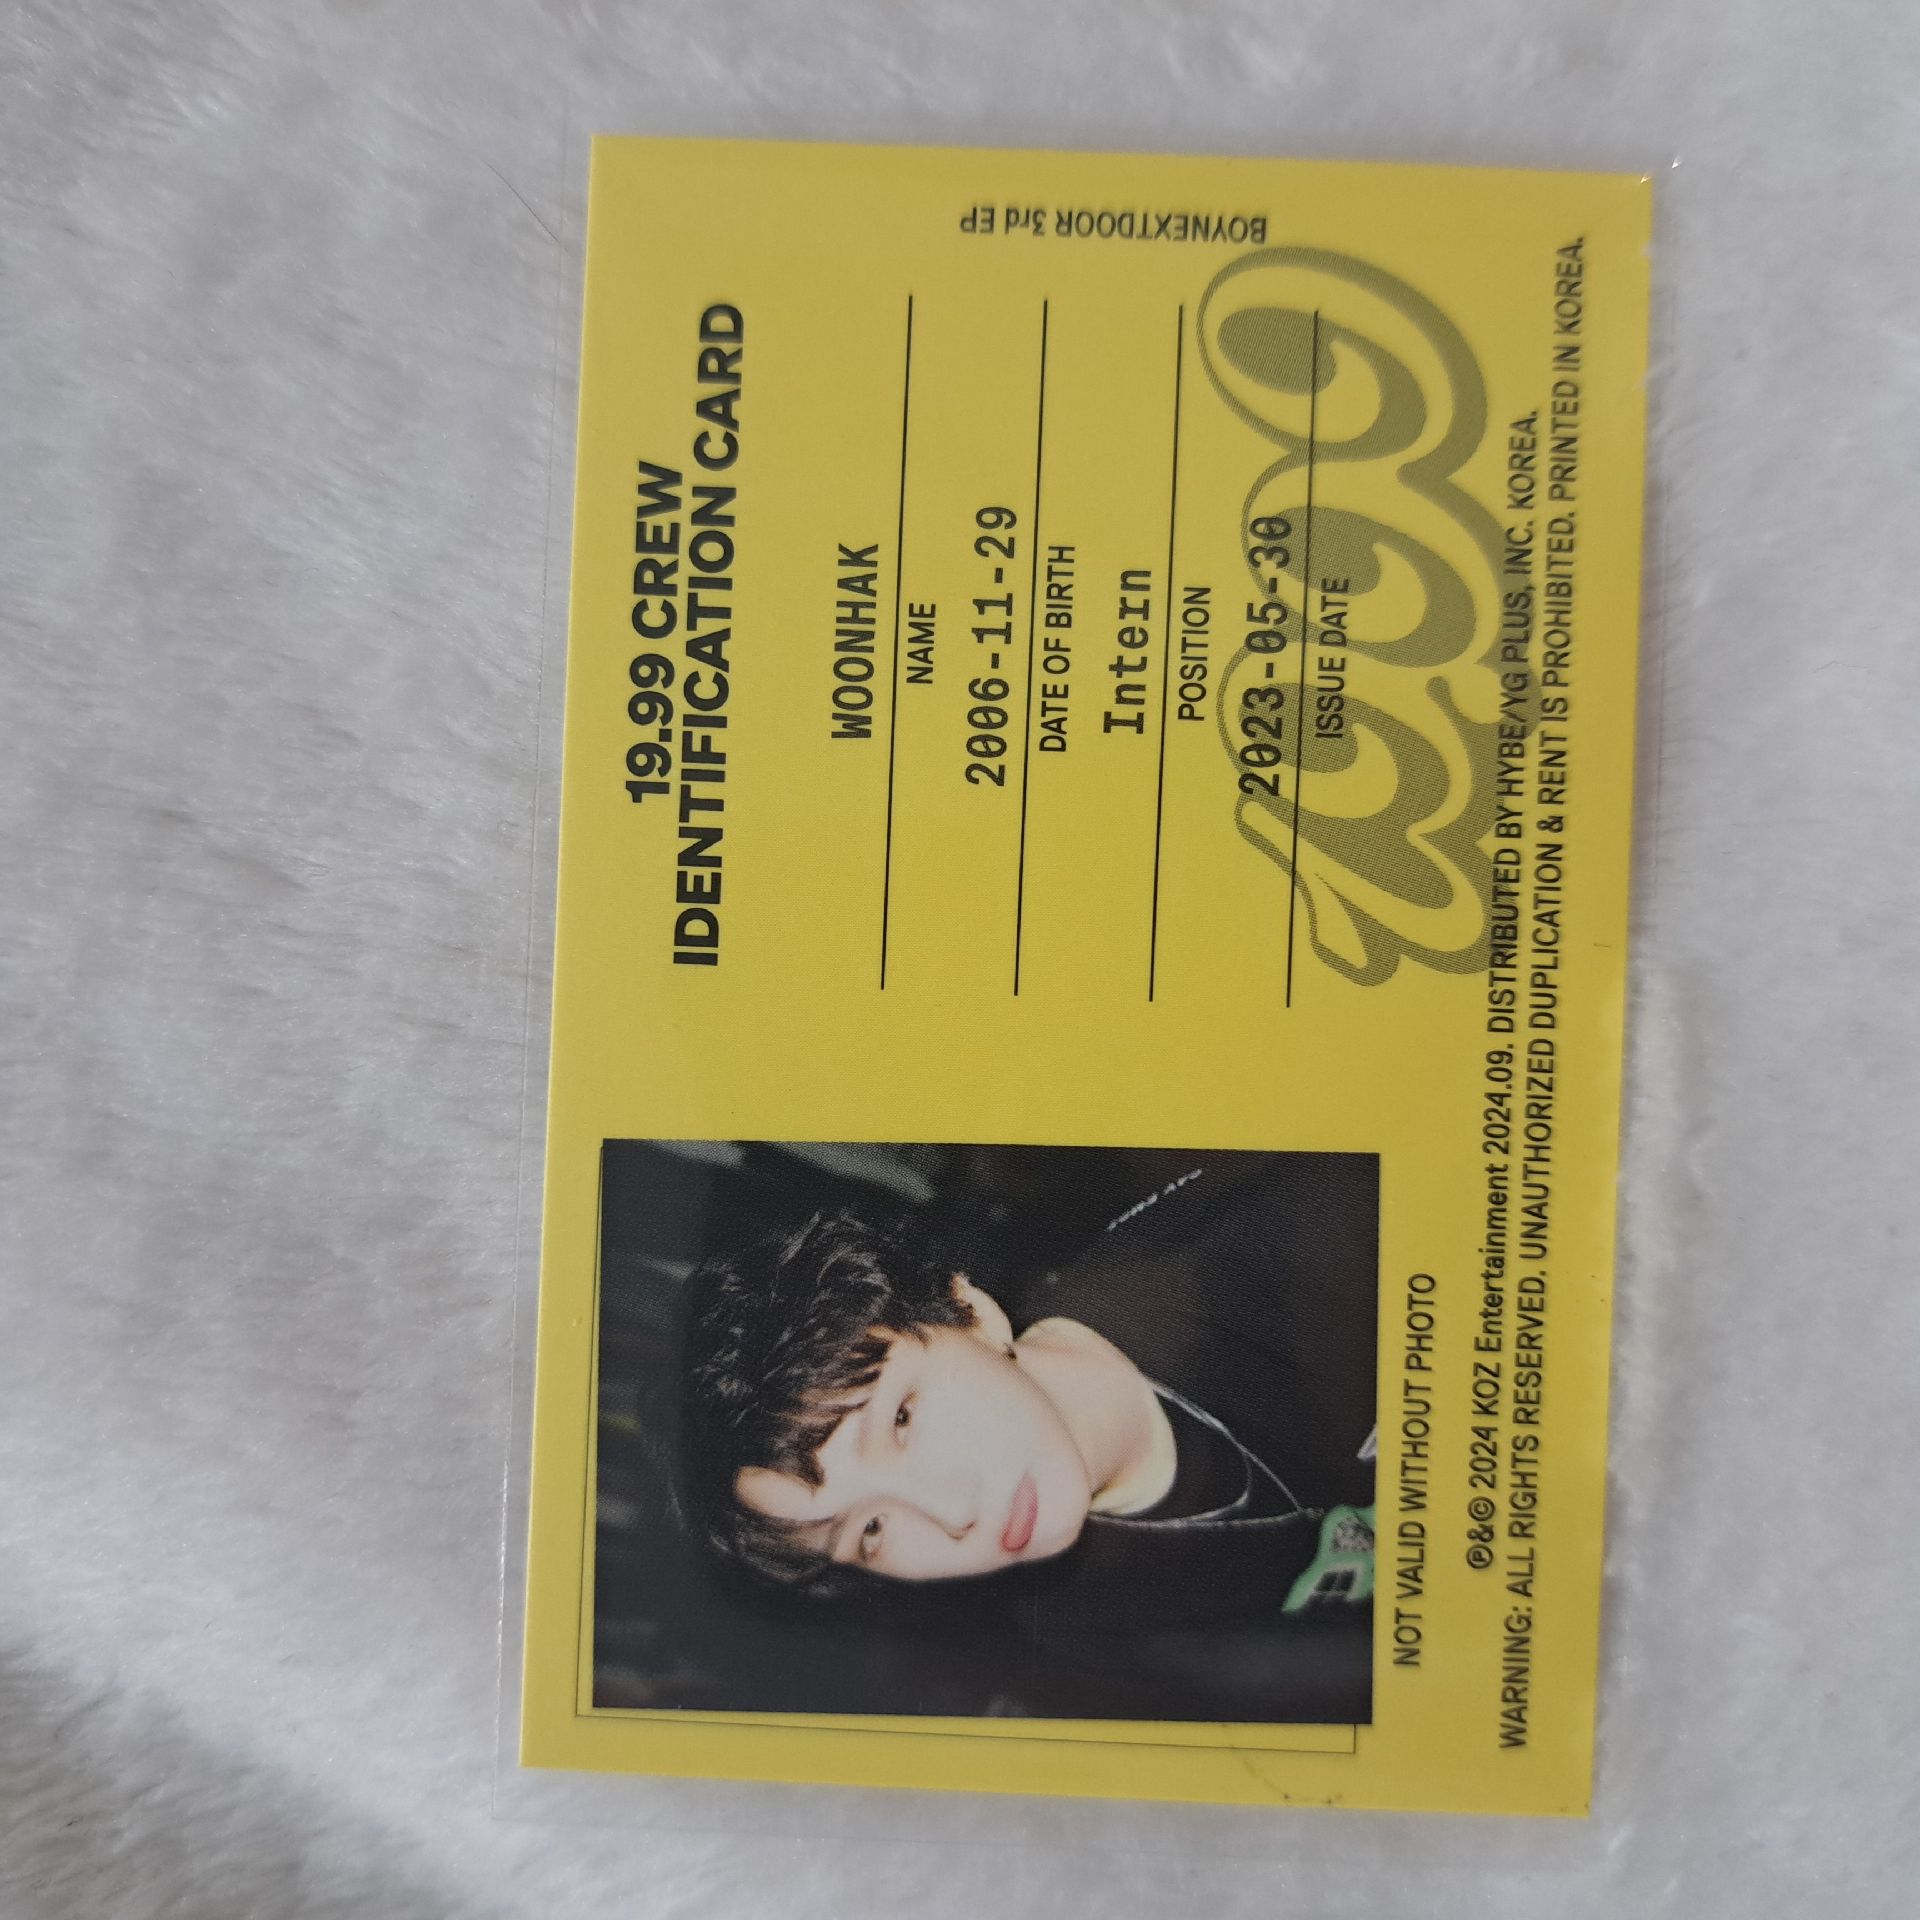 19.99 CREW
IDENTIFICATION CARD
WOONHAK
NAME
2006-11-29
DATE OF BIRTH
Intern
POSITION
2023-05-30
ISSUE DATE
BOYNEXTDOOR 3rd EP
NOT VALID WITHOUT PHOTO
℗&© 2024 KOZ Entertainment 2024.09. DISTRIBUTED BY HYBE/YG PLUS, INC. KOREA.
WARNING: ALL RIGHTS RESERVED. UNAUTHORIZED DUPLICATION & RENT IS PROHIBITED. PRINTED IN KOREA.